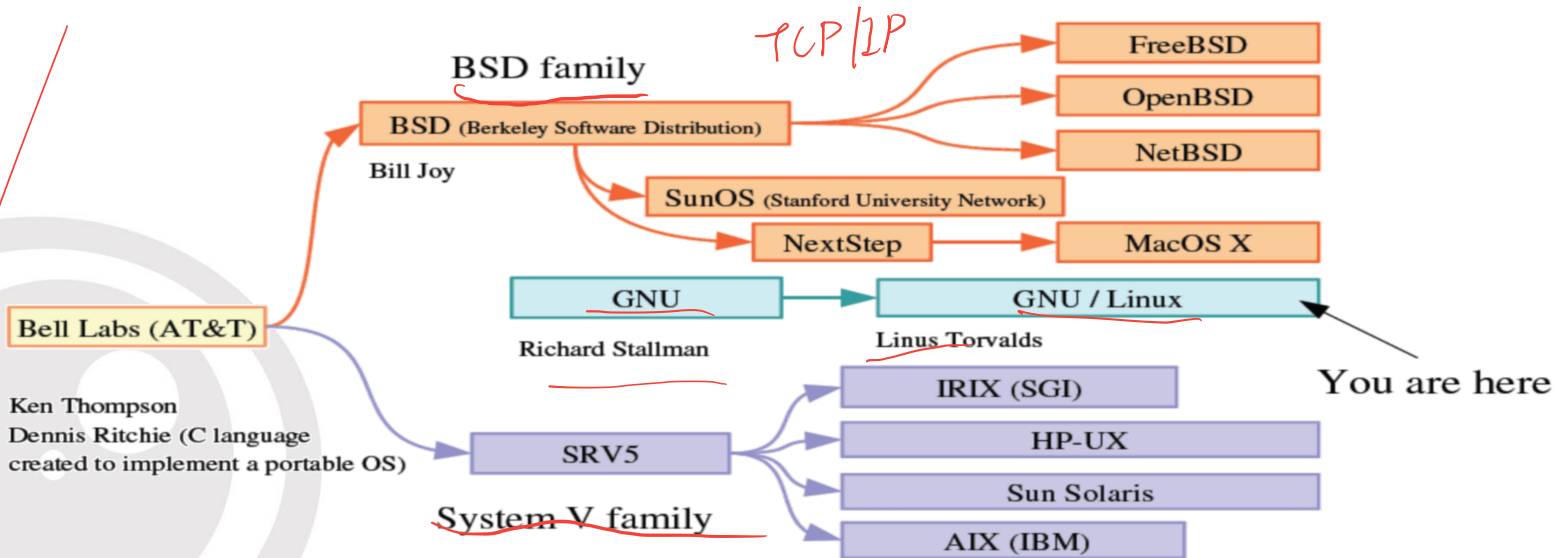 TCP/IP
BSD family
BSD (Berkeley Software Distribution)
Bill Joy
FreeBSD
OpenBSD
NetBSD
SunOS (Stanford University Network)
NextStep
MacOS X
GNU
GNU / Linux
Richard Stallman
Linus Torvalds
You are here
Bell Labs (AT&T)
Ken Thompson
Dennis Ritchie (C language
created to implement a portable OS)
SRV5
System V family
IRIX (SGI)
HP-UX
Sun Solaris
AIX (IBM)